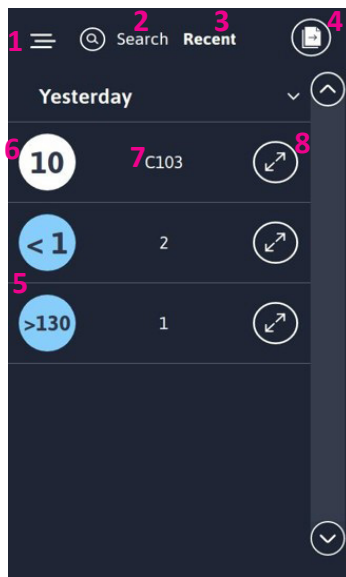 1 2 3 4
Search Recent
Yesterday
6 10 7 C103 8
< 1 2
5
>130 1